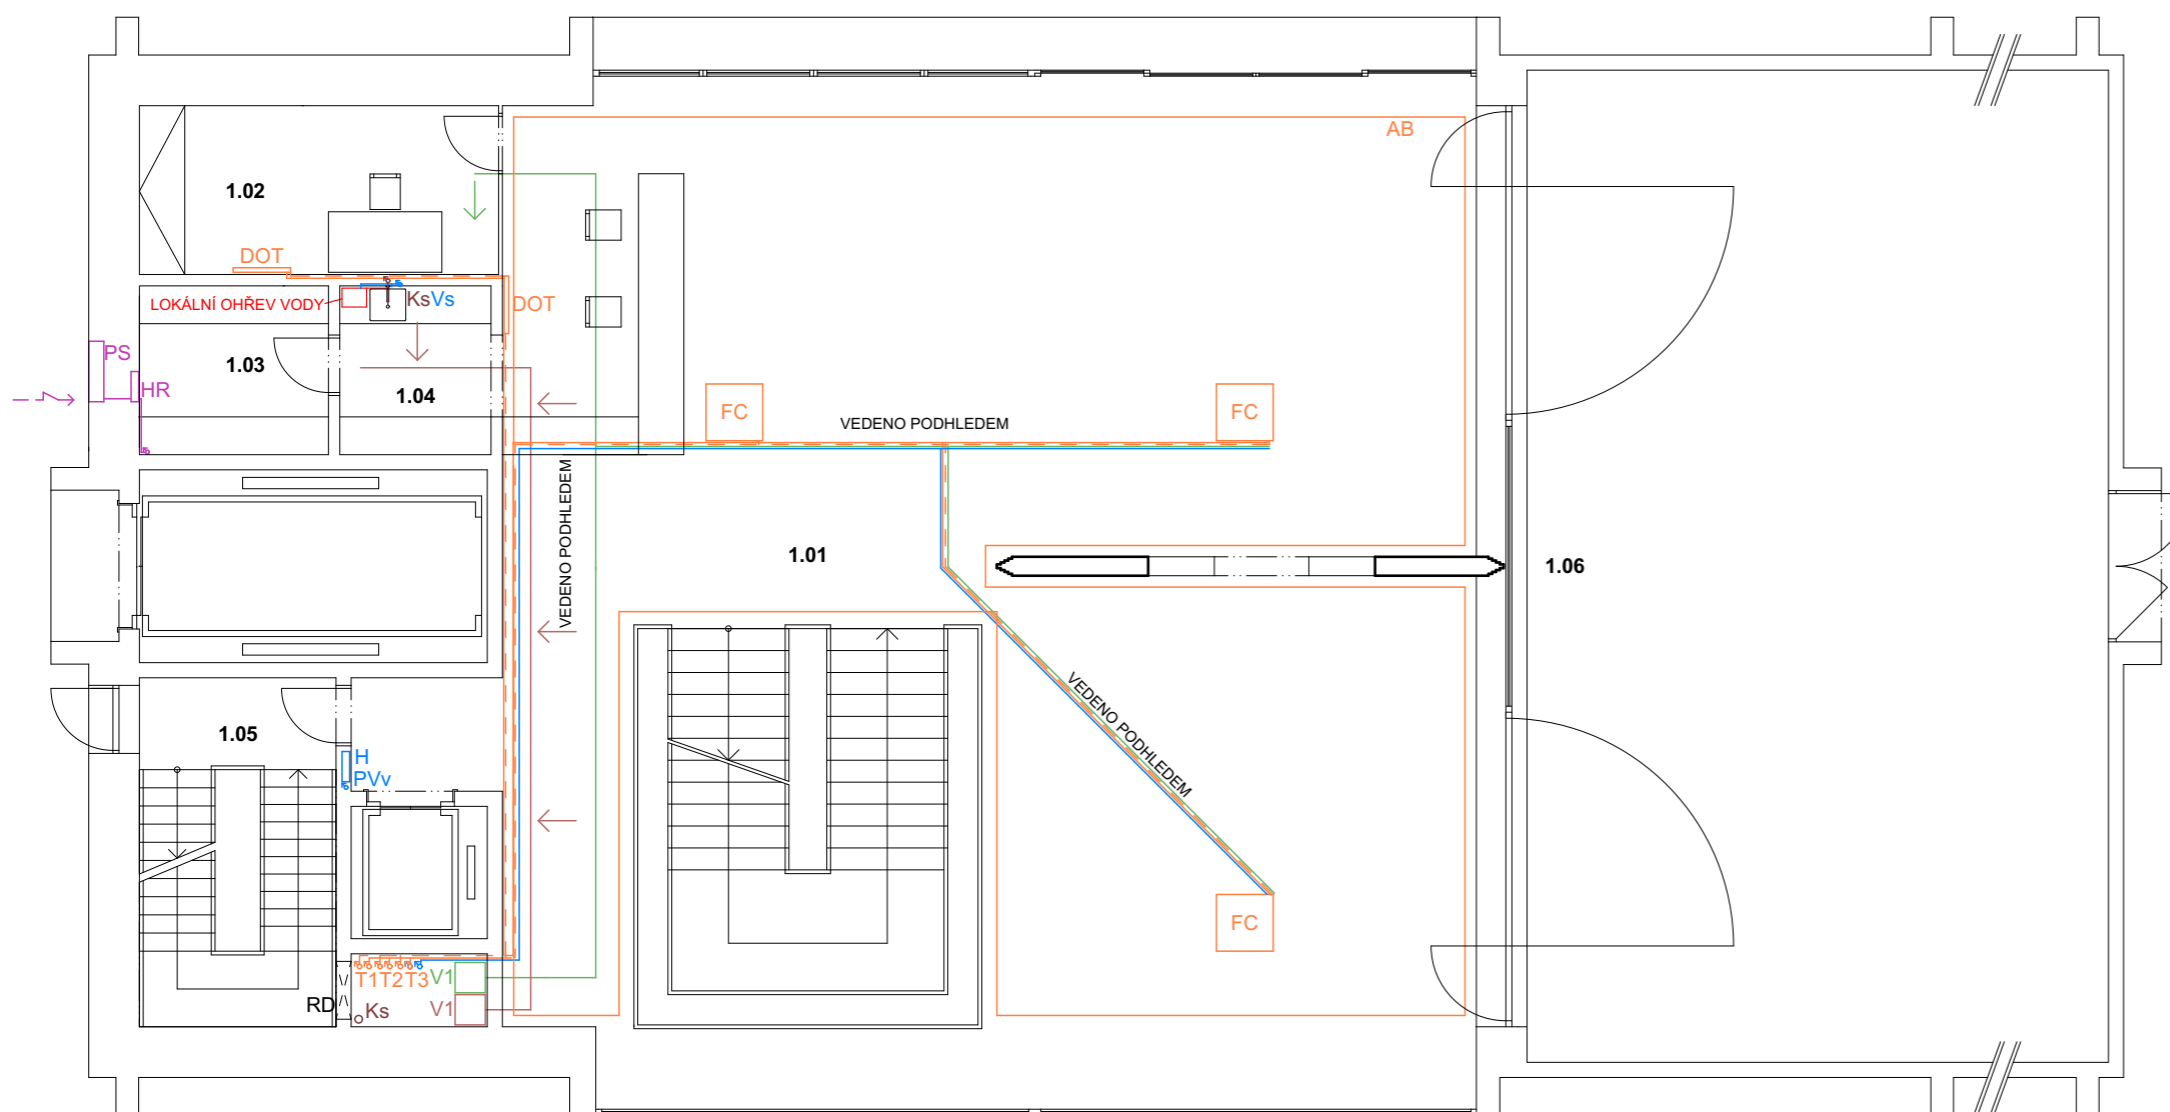 AB
1.02
DOT
LOKÁLNÍ OHŘEV VODY
KsVs
DOT
PS
1.03
HR
1.04
FC
FC
VEDENO PODHLEDEM
VEDENO PODHLEDEM
1.01
1.06
VEDENO PODHLEDEM
1.05
H
PVv
FC
T1T2T3
V1
RD
Ks
V1